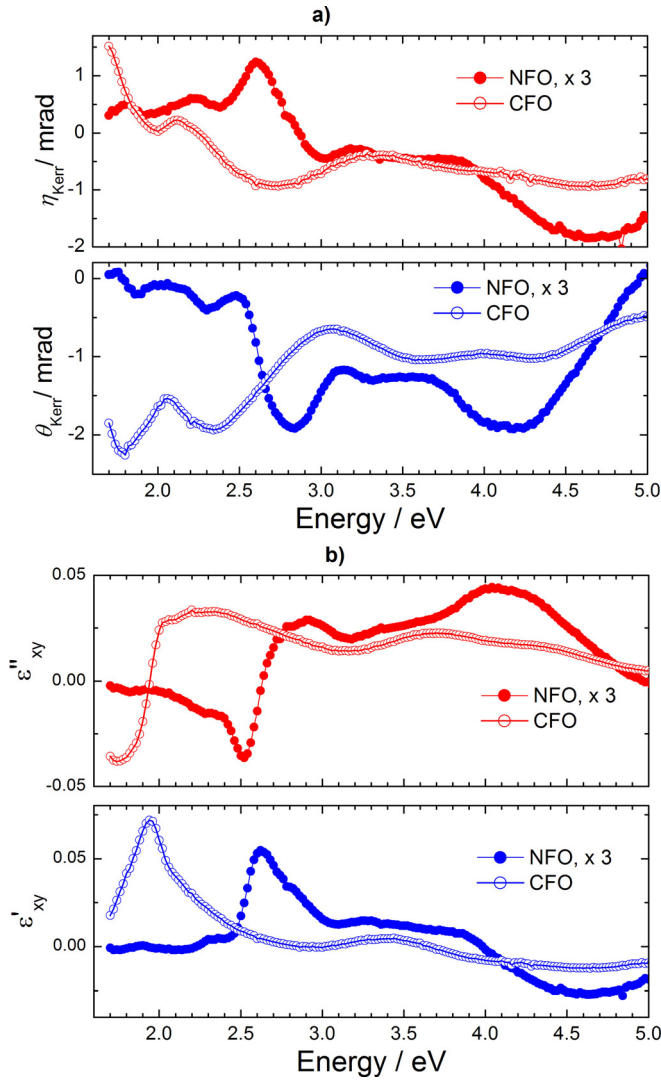 a)
NFO, x 3
CFO
η_Kerr/ mrad
1
0
-1
-2
NFO, x 3
CFO
θ_Kerr/ mrad
0
-1
-2
2.0 2.5 3.0 3.5 4.0 4.5 5.0
Energy / eV
b)
ε''_xy
0.05
0.00
-0.05
NFO, x 3
CFO
ε'_xy
0.05
0.00
NFO, x 3
CFO
2.0 2.5 3.0 3.5 4.0 4.5 5.0
Energy / eV